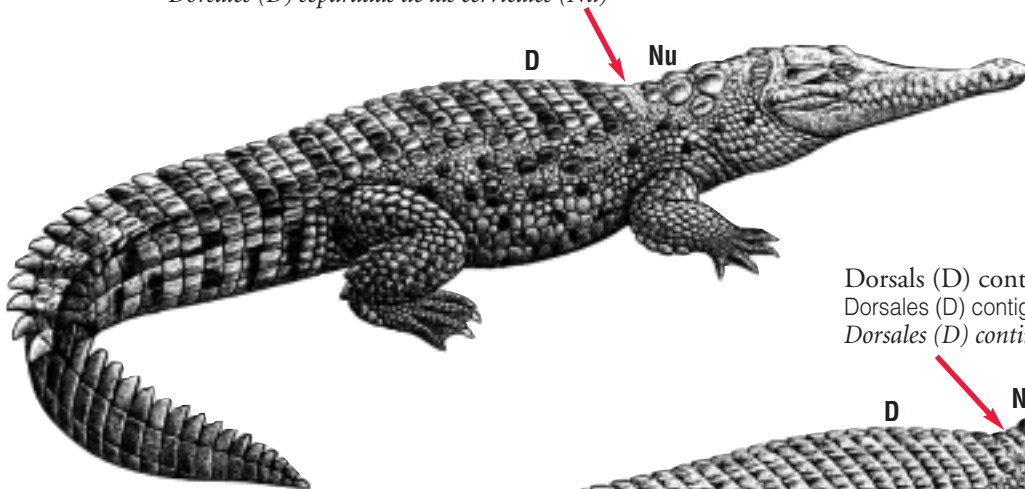 Dorsales (D) separadas de las cervicales (Nu)
D
Nu
Dorsals (D) cont
Dorsales (D) contig
Dorsales (D) conti
D
N